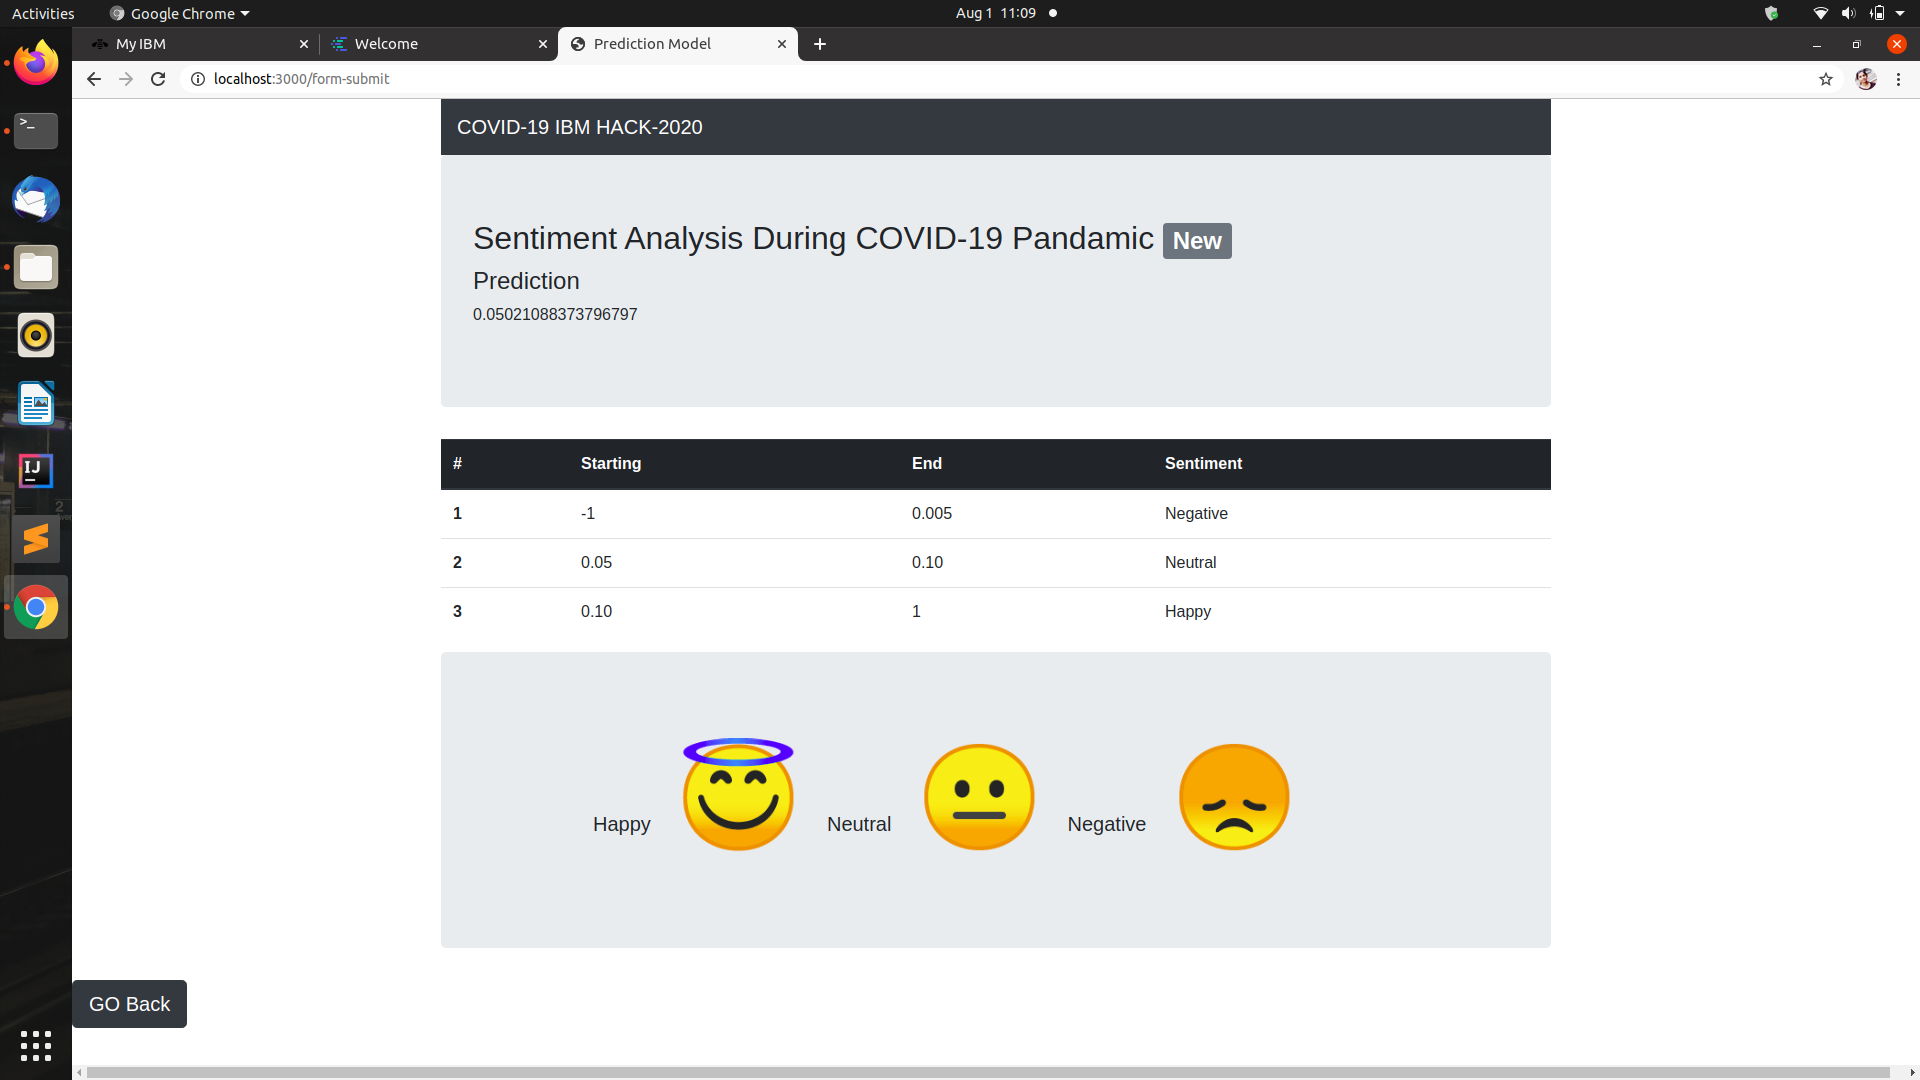 Activities
Google Chrome
Aug 1 11:09
My IBM
Welcome
Prediction Model
localhost:3000/form-submit
COVID-19 IBM HACK-2020
Sentiment Analysis During COVID-19 Pandamic New
Prediction
0.05021088373796797
# Starting End Sentiment
1 -1 0.005 Negative
2 0.05 0.10 Neutral
3 0.10 1 Happy
Happy Neutral Negative
GO Back
>_
IJ
2